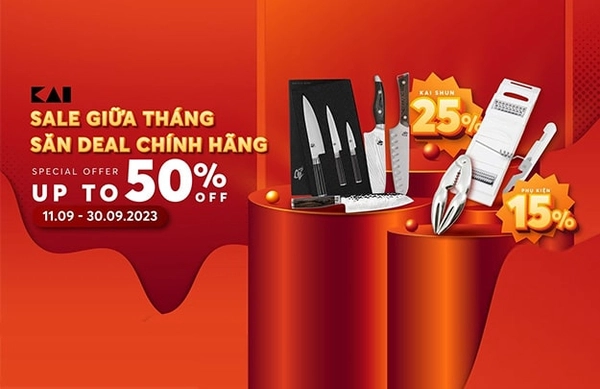 KAI
SALE GIỮA THÁNG
SĂN DEAL CHÍNH HÃNG
SPECIAL OFFER
UP TO 50% OFF
11.09 - 30.09.2023
KAI SHUN
25%
PHỤ KIỆN
15%